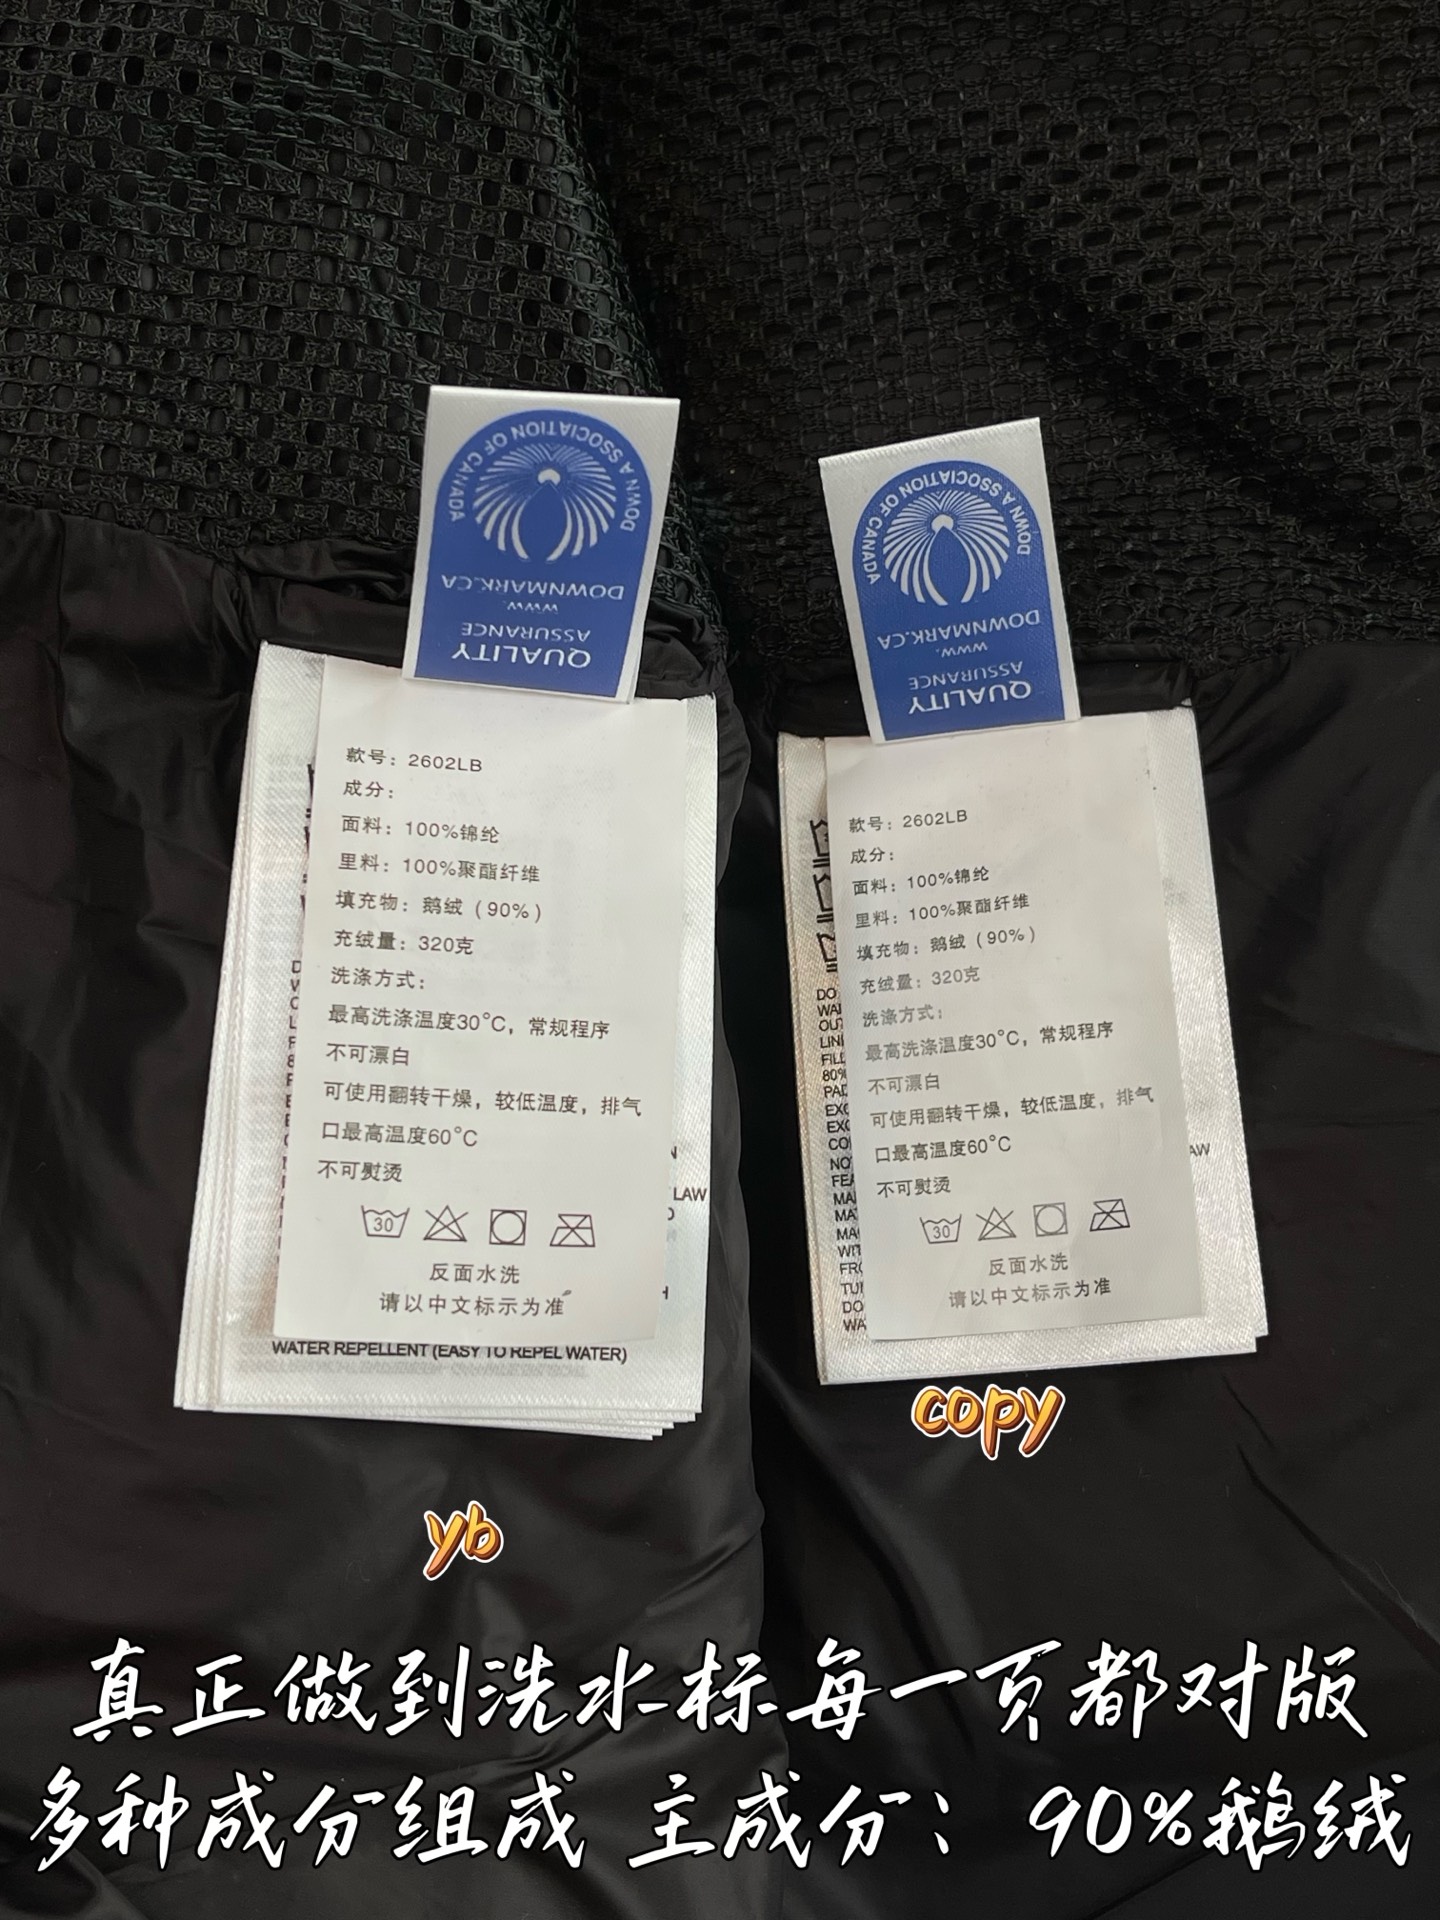 DOWN ASSOCIATION OF CANADA
DOWNMARK.CA
WWW.
ASSURANCE
QUALITY
款号：2602LB
成分：
面料：100%锦纶
里料：100%聚酯纤维
填充物：鹅绒（90%）
充绒量：320克
洗涤方式：
最高洗涤温度30°C，常规程序
不可漂白
可使用翻转干燥，较低温度，排气
口最高温度60°C
不可熨烫
30
反面水洗
请以中文标示为准
LAW
WATER REPELLENT (EASY TO REPEL WATER)
DOWN ASSOCIATION OF CANADA
DOWNMARK.CA
WWW.
ASSURANCE
QUALITY
款号：2602LB
成分：
面料：100%锦纶
里料：100%聚酯纤维
填充物：鹅绒（90%）
充绒量：320克
洗涤方式：
最高洗涤温度30°C，常规程序
不可漂白
可使用翻转干燥，较低温度，排气
口最高温度60°C
不可熨烫
30
反面水洗
请以中文标示为准
copy
yb
真正做到洗水标每一页都对版
多种成分组成 主成分：90%鹅绒